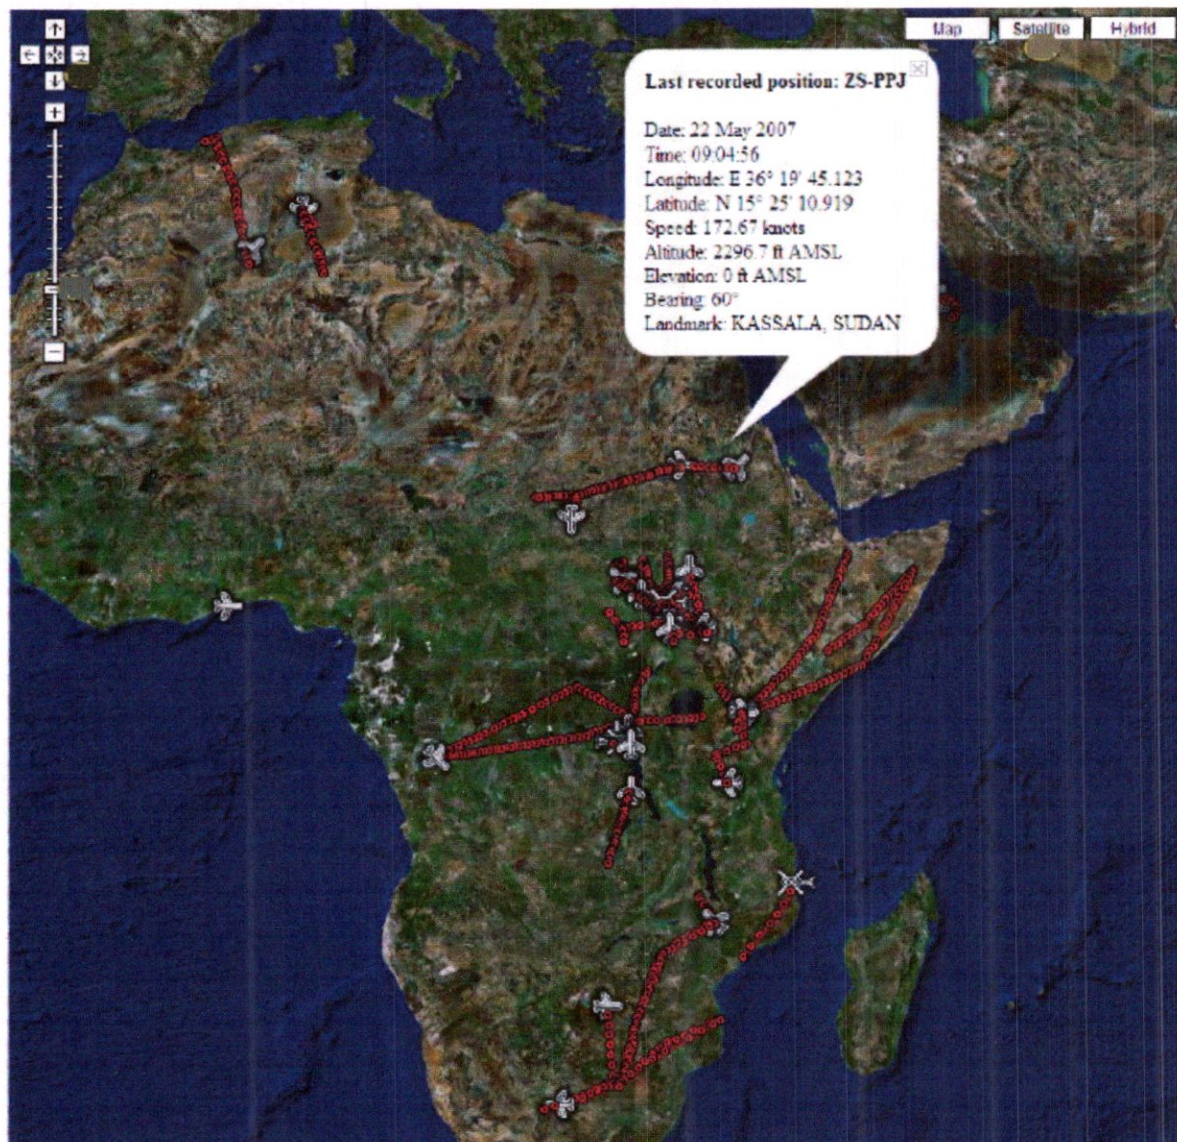 Map Satellite Hybrid
Last recorded position: ZS-PPJ
Date: 22 May 2007
Time: 09:04:56
Longitude: E 36° 19' 45.123
Latitude: N 15° 25' 10.919
Speed: 172.67 knots
Altitude: 2296.7 ft AMSL
Elevation: 0 ft AMSL
Bearing: 60°
Landmark: KASSALA, SUDAN